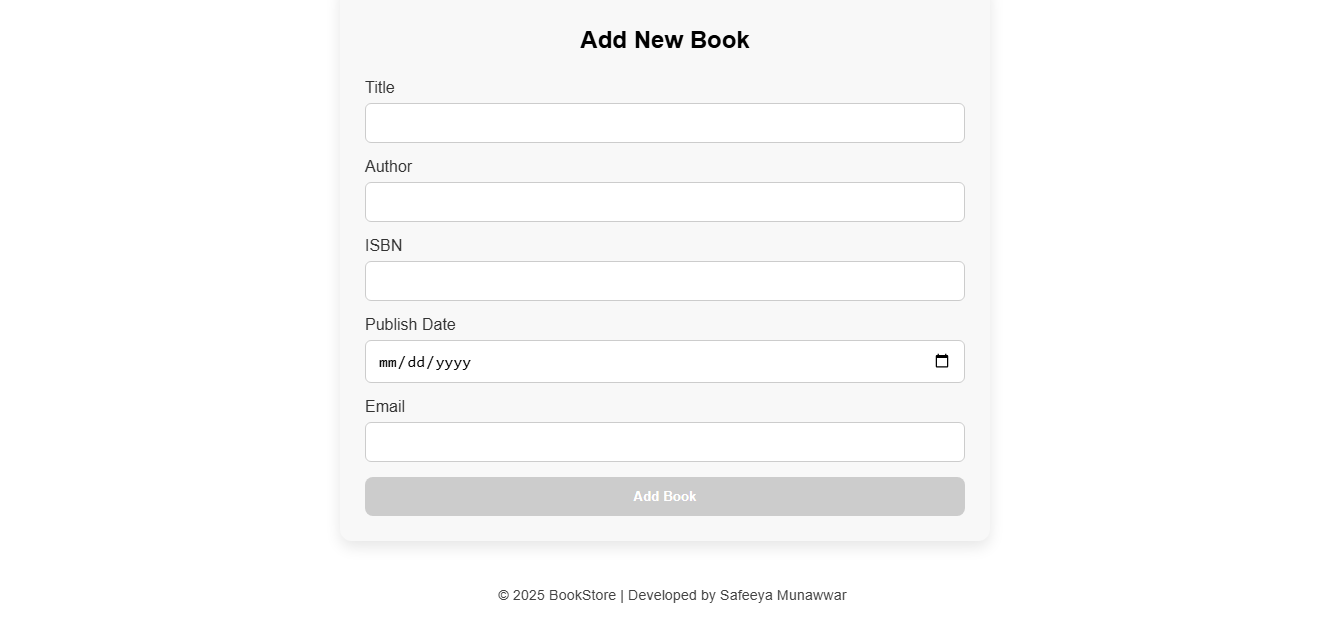 Add New Book
Title
Author
ISBN
Publish Date
mm/dd/yyyy
Email
Add Book
© 2025 BookStore | Developed by Safeeya Munawwar